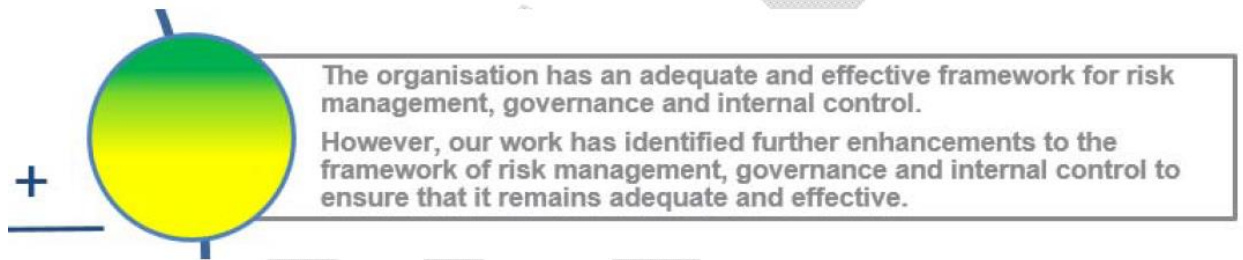 The organisation has an adequate and effective framework for risk
management, governance and internal control.
However, our work has identified further enhancements to the
framework of risk management, governance and internal control to
ensure that it remains adequate and effective.
+